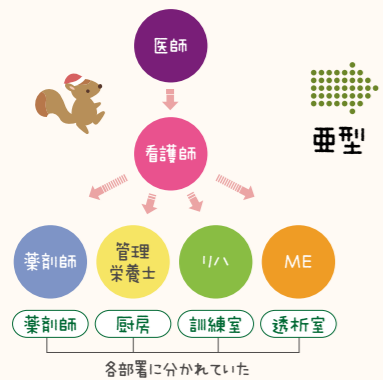 医師
看護師
亜型
薬剤師
管理
栄養士
リハ
ME
薬剤師
厨房
訓練室
透析室
各部署に分かれていた